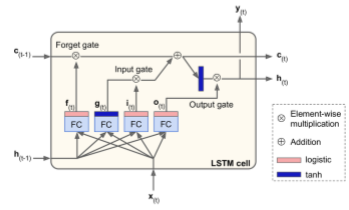 y(t)
c(t-1)
Forget gate
c(t)
Input gate
h(t)
f(t) g(t) i(t) o(t)
Output gate
FC FC FC FC
h(t-1)
LSTM cell
x(t)
Element-wise
multiplication
Addition
logistic
tanh